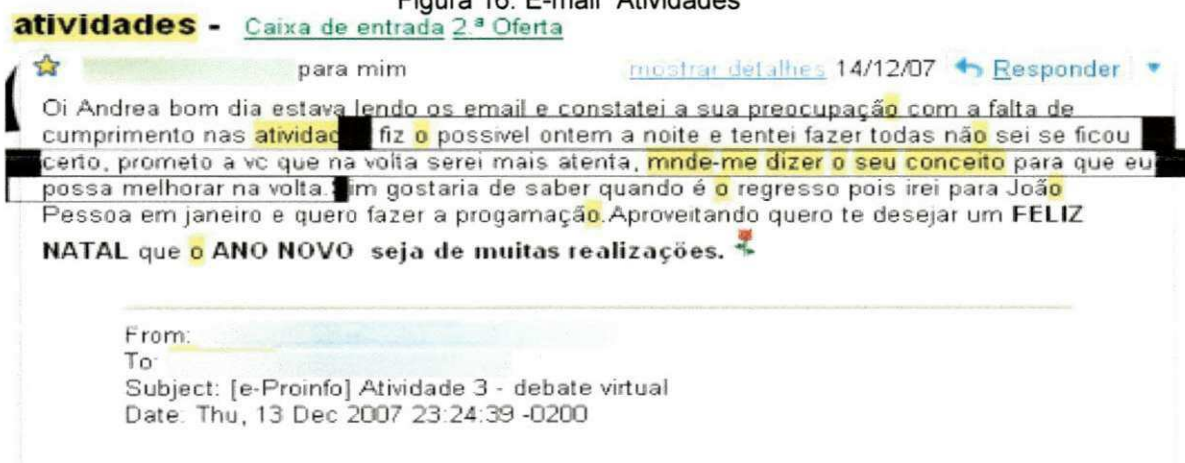 Figura 16: E-mail "Atividades"
atividades - Caixa de entrada 2.ª Oferta
para mim mostrar detalhes 14/12/07 Responder
Oi Andrea bom dia estava lendo os email e constatei a sua preocupação com a falta de
cumprimento nas atividad fiz o possivel ontem a noite e tentei fazer todas não sei se ficou
certo, prometo a vc que na volta serei mais atenta, mnde-me dizer o seu conceito para que eu
possa melhorar na volta. im gostaria de saber quando é o regresso pois irei para João
Pessoa em janeiro e quero fazer a progamação. Aproveitando quero te desejar um FELIZ
NATAL que o ANO NOVO seja de muitas realizações.
From:
To:
Subject: [e-Proinfo] Atividade 3 - debate virtual
Date: Thu, 13 Dec 2007 23:24:39 -0200